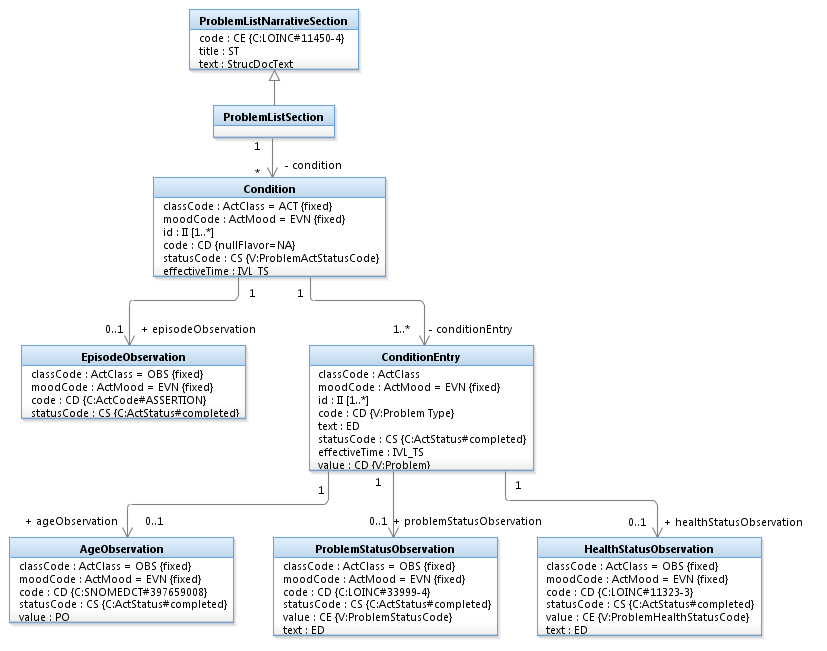 ProblemListNarrativeSection
code : CE {C:LOINC#11450-4}
title : ST
text : StrucDocText
ProblemListSection
1
* - condition
Condition
classCode : ActClass = ACT {fixed}
moodCode : ActMood = EVN {fixed}
id : II [1..*]
code : CD {nullFlavor=NA}
statusCode : CS {V:ProblemActStatusCode}
effectiveTime : IVL_TS
1 1
0..1 + episodeObservation 1..* - conditionEntry
EpisodeObservation
classCode : ActClass = OBS {fixed}
moodCode : ActMood = EVN {fixed}
code : CD {C:ActCode#ASSERTION}
statusCode : CS {C:ActStatus#completed}
ConditionEntry
classCode : ActClass
moodCode : ActMood = EVN {fixed}
id : II [1..*]
code : CD {V:Problem Type}
text : ED
statusCode : CS {C:ActStatus#completed}
effectiveTime : IVL_TS
value : CD {V:Problem}
1 1 1
+ ageObservation 0..1 0..1 + problemStatusObservation 0..1 + healthStatusObservation
AgeObservation
classCode : ActClass = OBS {fixed}
moodCode : ActMood = EVN {fixed}
code : CD {C:SNOMEDCT#397659008}
statusCode : CS {C:ActStatus#completed}
value : PQ
ProblemStatusObservation
classCode : ActClass = OBS {fixed}
moodCode : ActMood = EVN {fixed}
code : CD {C:LOINC#33999-4}
statusCode : CS {C:ActStatus#completed}
value : CE {V:ProblemStatusCode}
text : ED
HealthStatusObservation
classCode : ActClass = OBS {fixed}
moodCode : ActMood = EVN {fixed}
code : CD {C:LOINC#11323-3}
statusCode : CS {C:ActStatus#completed}
value : CE {V:ProblemHealthStatusCode}
text : ED